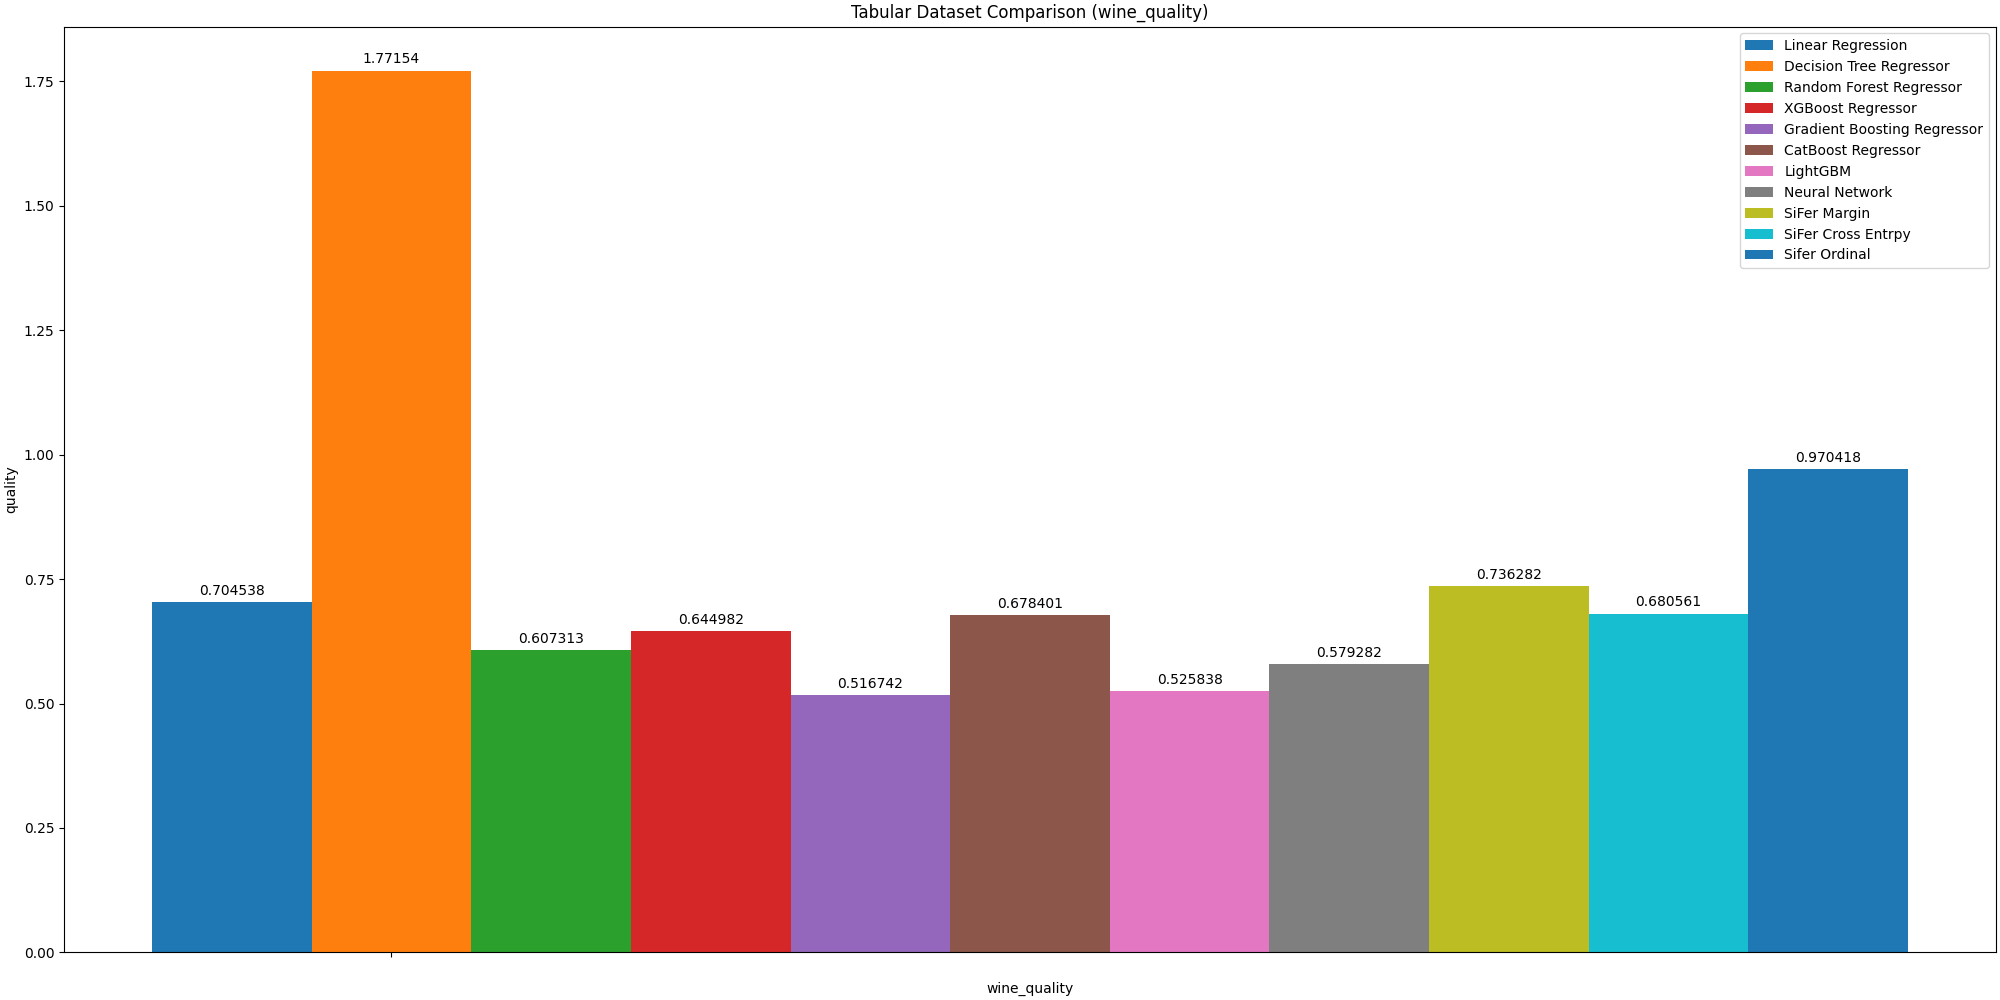 Tabular Dataset Comparison (wine_quality)
1.77154
1.75
1.50
1.25
1.00
0.75
0.50
0.25
0.00
quality
0.704538
0.607313
0.644982
0.516742
0.678401
0.525838
0.579282
0.736282
0.680561
0.970418
Linear Regression
Decision Tree Regressor
Random Forest Regressor
XGBoost Regressor
Gradient Boosting Regressor
CatBoost Regressor
LightGBM
Neural Network
SiFer Margin
SiFer Cross Entrpy
Sifer Ordinal
wine_quality